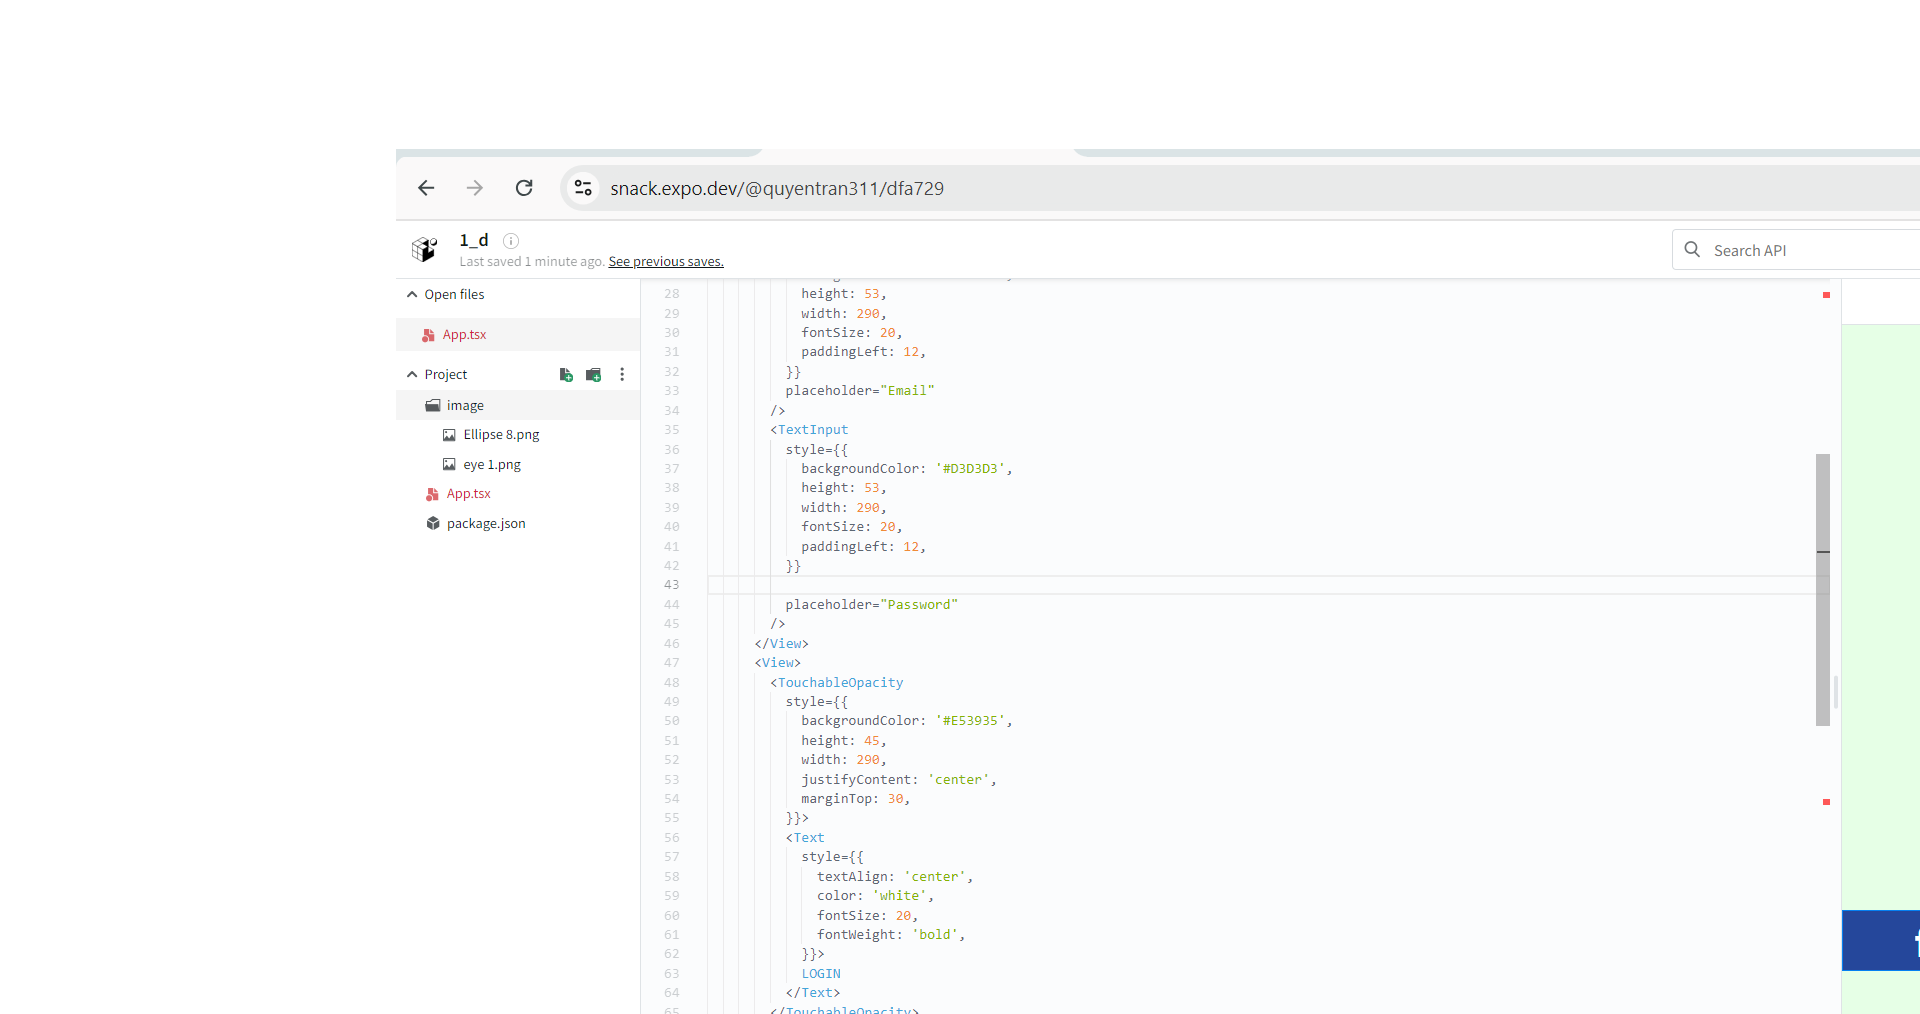 snack.expo.dev/@quyentran311/dfa729
1_d
Last saved 1 minute ago. See previous saves.
Search API
Open files
App.tsx
Project
image
Ellipse 8.png
eye 1.png
App.tsx
package.json
28 height: 53,
29 width: 290,
30 fontSize: 20,
31 paddingLeft: 12,
32 }}
33 placeholder="Email"
34 />
35 <TextInput
36 style={{
37 backgroundColor: '#D3D3D3',
38 height: 53,
39 width: 290,
40 fontSize: 20,
41 paddingLeft: 12,
42 }}
43
44 placeholder="Password"
45 />
46 </View>
47 <View>
48 <TouchableOpacity
49 style={{
50 backgroundColor: '#E53935',
51 height: 45,
52 width: 290,
53 justifyContent: 'center',
54 marginTop: 30,
55 }}>
56 <Text
57 style={{
58 textAlign: 'center',
59 color: 'white',
60 fontSize: 20,
61 fontWeight: 'bold',
62 }}>
63 LOGIN
64 </Text>
65 </TouchableOpacity>